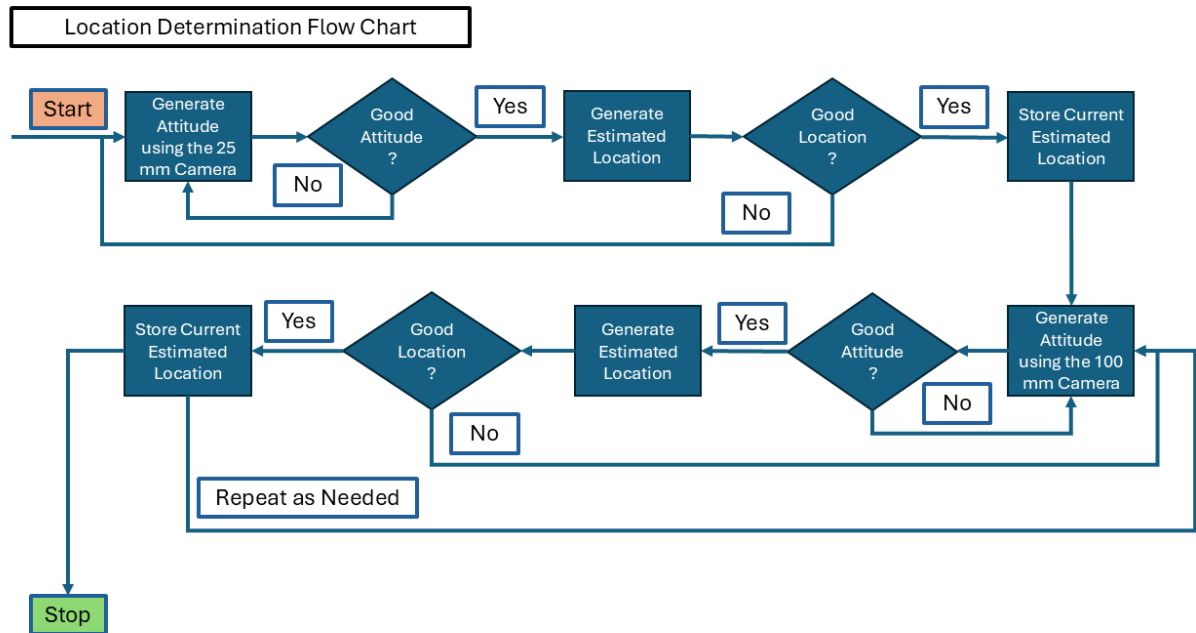 Location Determination Flow Chart
Start
Generate
Attitude
using the 25
mm Camera
Good
Attitude
?
Yes
No
Generate
Estimated
Location
Good
Location
?
Yes
No
Store Current
Estimated
Location
Generate
Attitude
using the 100
mm Camera
Good
Attitude
?
Yes
No
Generate
Estimated
Location
Good
Location
?
Yes
No
Store Current
Estimated
Location
Repeat as Needed
Stop